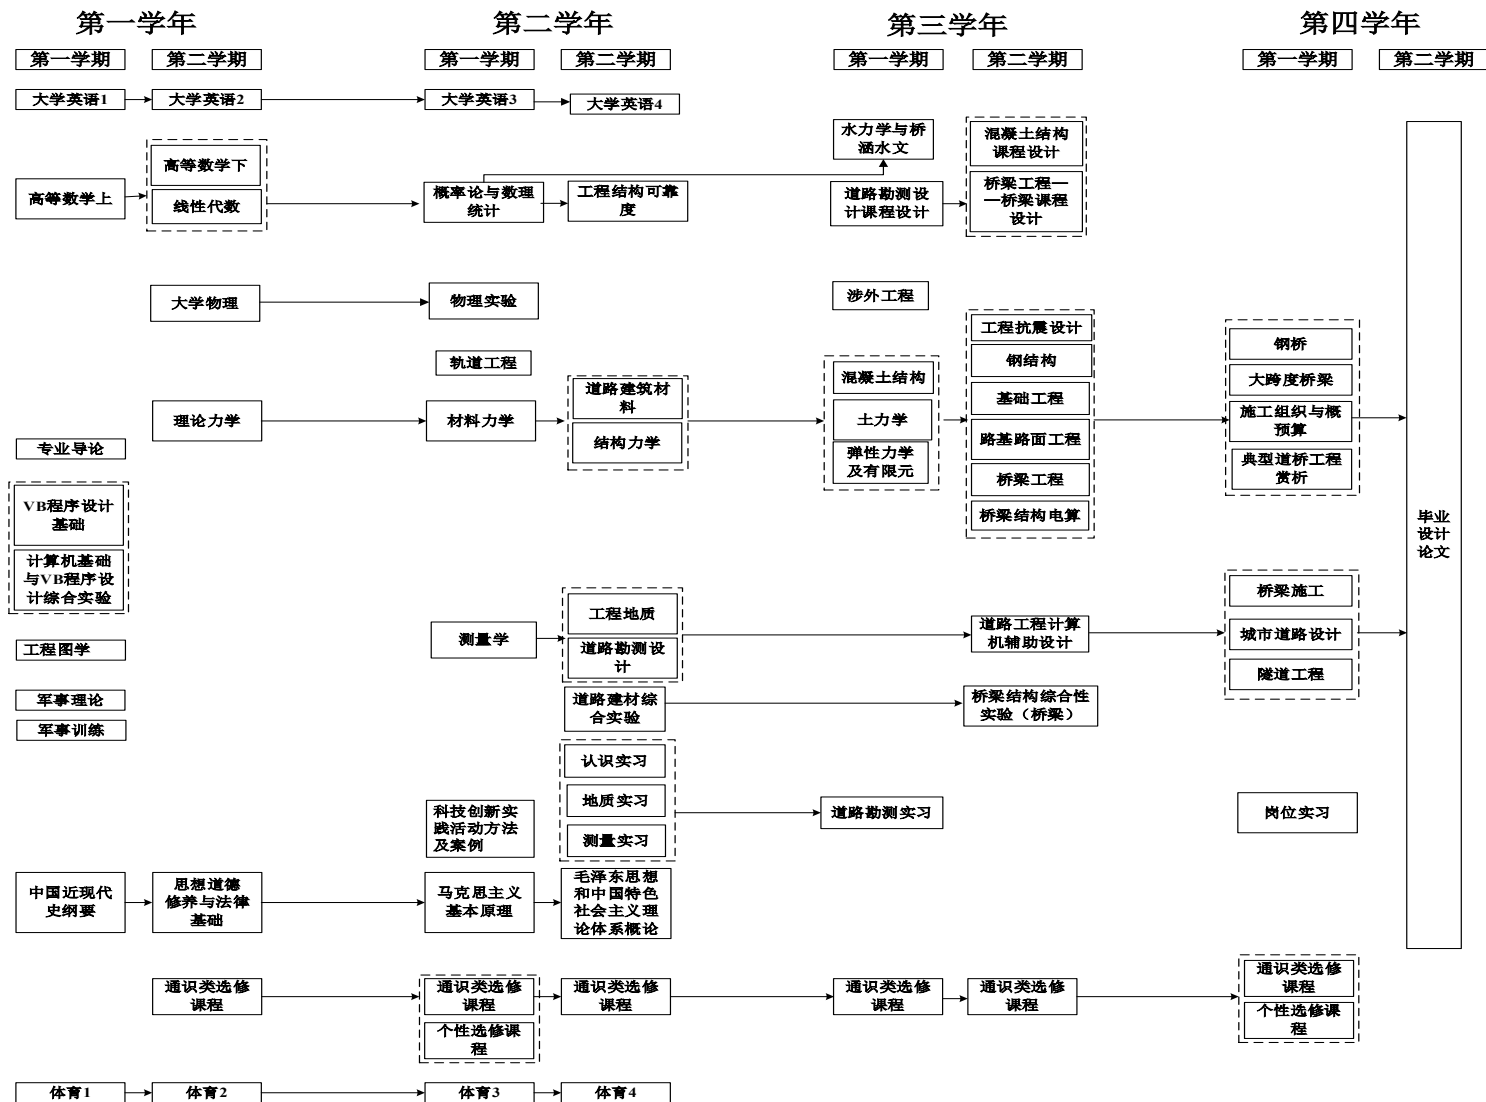 第一学年
第二学年
第三学年
第四学年
第一学期
第二学期
第一学期
第二学期
第一学期
第二学期
第一学期
第二学期
大学英语1
大学英语2
大学英语3
大学英语4
水力学与桥
涵水文
混凝土结构
课程设计
高等数学上
高等数学下
线性代数
概率论与数理
统计
工程结构可靠
度
道路勘测设
计课程设计
桥梁工程一
一桥梁课程
设计
大学物理
物理实验
涉外工程
轨道工程
理论力学
材料力学
道路建筑材
料
结构力学
混凝土结构
土力学
弹性力学
及有限元
工程抗震设计
钢结构
基础工程
路基路面工程
桥梁工程
桥梁结构电算
钢桥
大跨度桥梁
施工组织与概
预算
典型道桥工程
赏析
毕业
设计
论文
专业导论
VB程序设计
基础
计算机基础
与VB程序设
计综合实验
工程图学
军事理论
军事训练
测量学
工程地质
道路勘测设
计
道路工程计算
机辅助设计
桥梁施工
城市道路设计
隧道工程
道路建材综
合实验
桥梁结构综合性
实验（桥梁）
科技创新实
践活动方法
及案例
认识实习
地质实习
测量实习
道路勘测实习
岗位实习
中国近现代
史纲要
思想道德
修养与法律
基础
马克思主义
基本原理
毛泽东思想
和中国特色
社会主义理
论体系概论
通识类选修
课程
通识类选修
课程
个性选修课
程
通识类选修
课程
通识类选修
课程
通识类选修
课程
通识类选修
课程
个性选修课
程
体育1
体育2
体育3
体育4